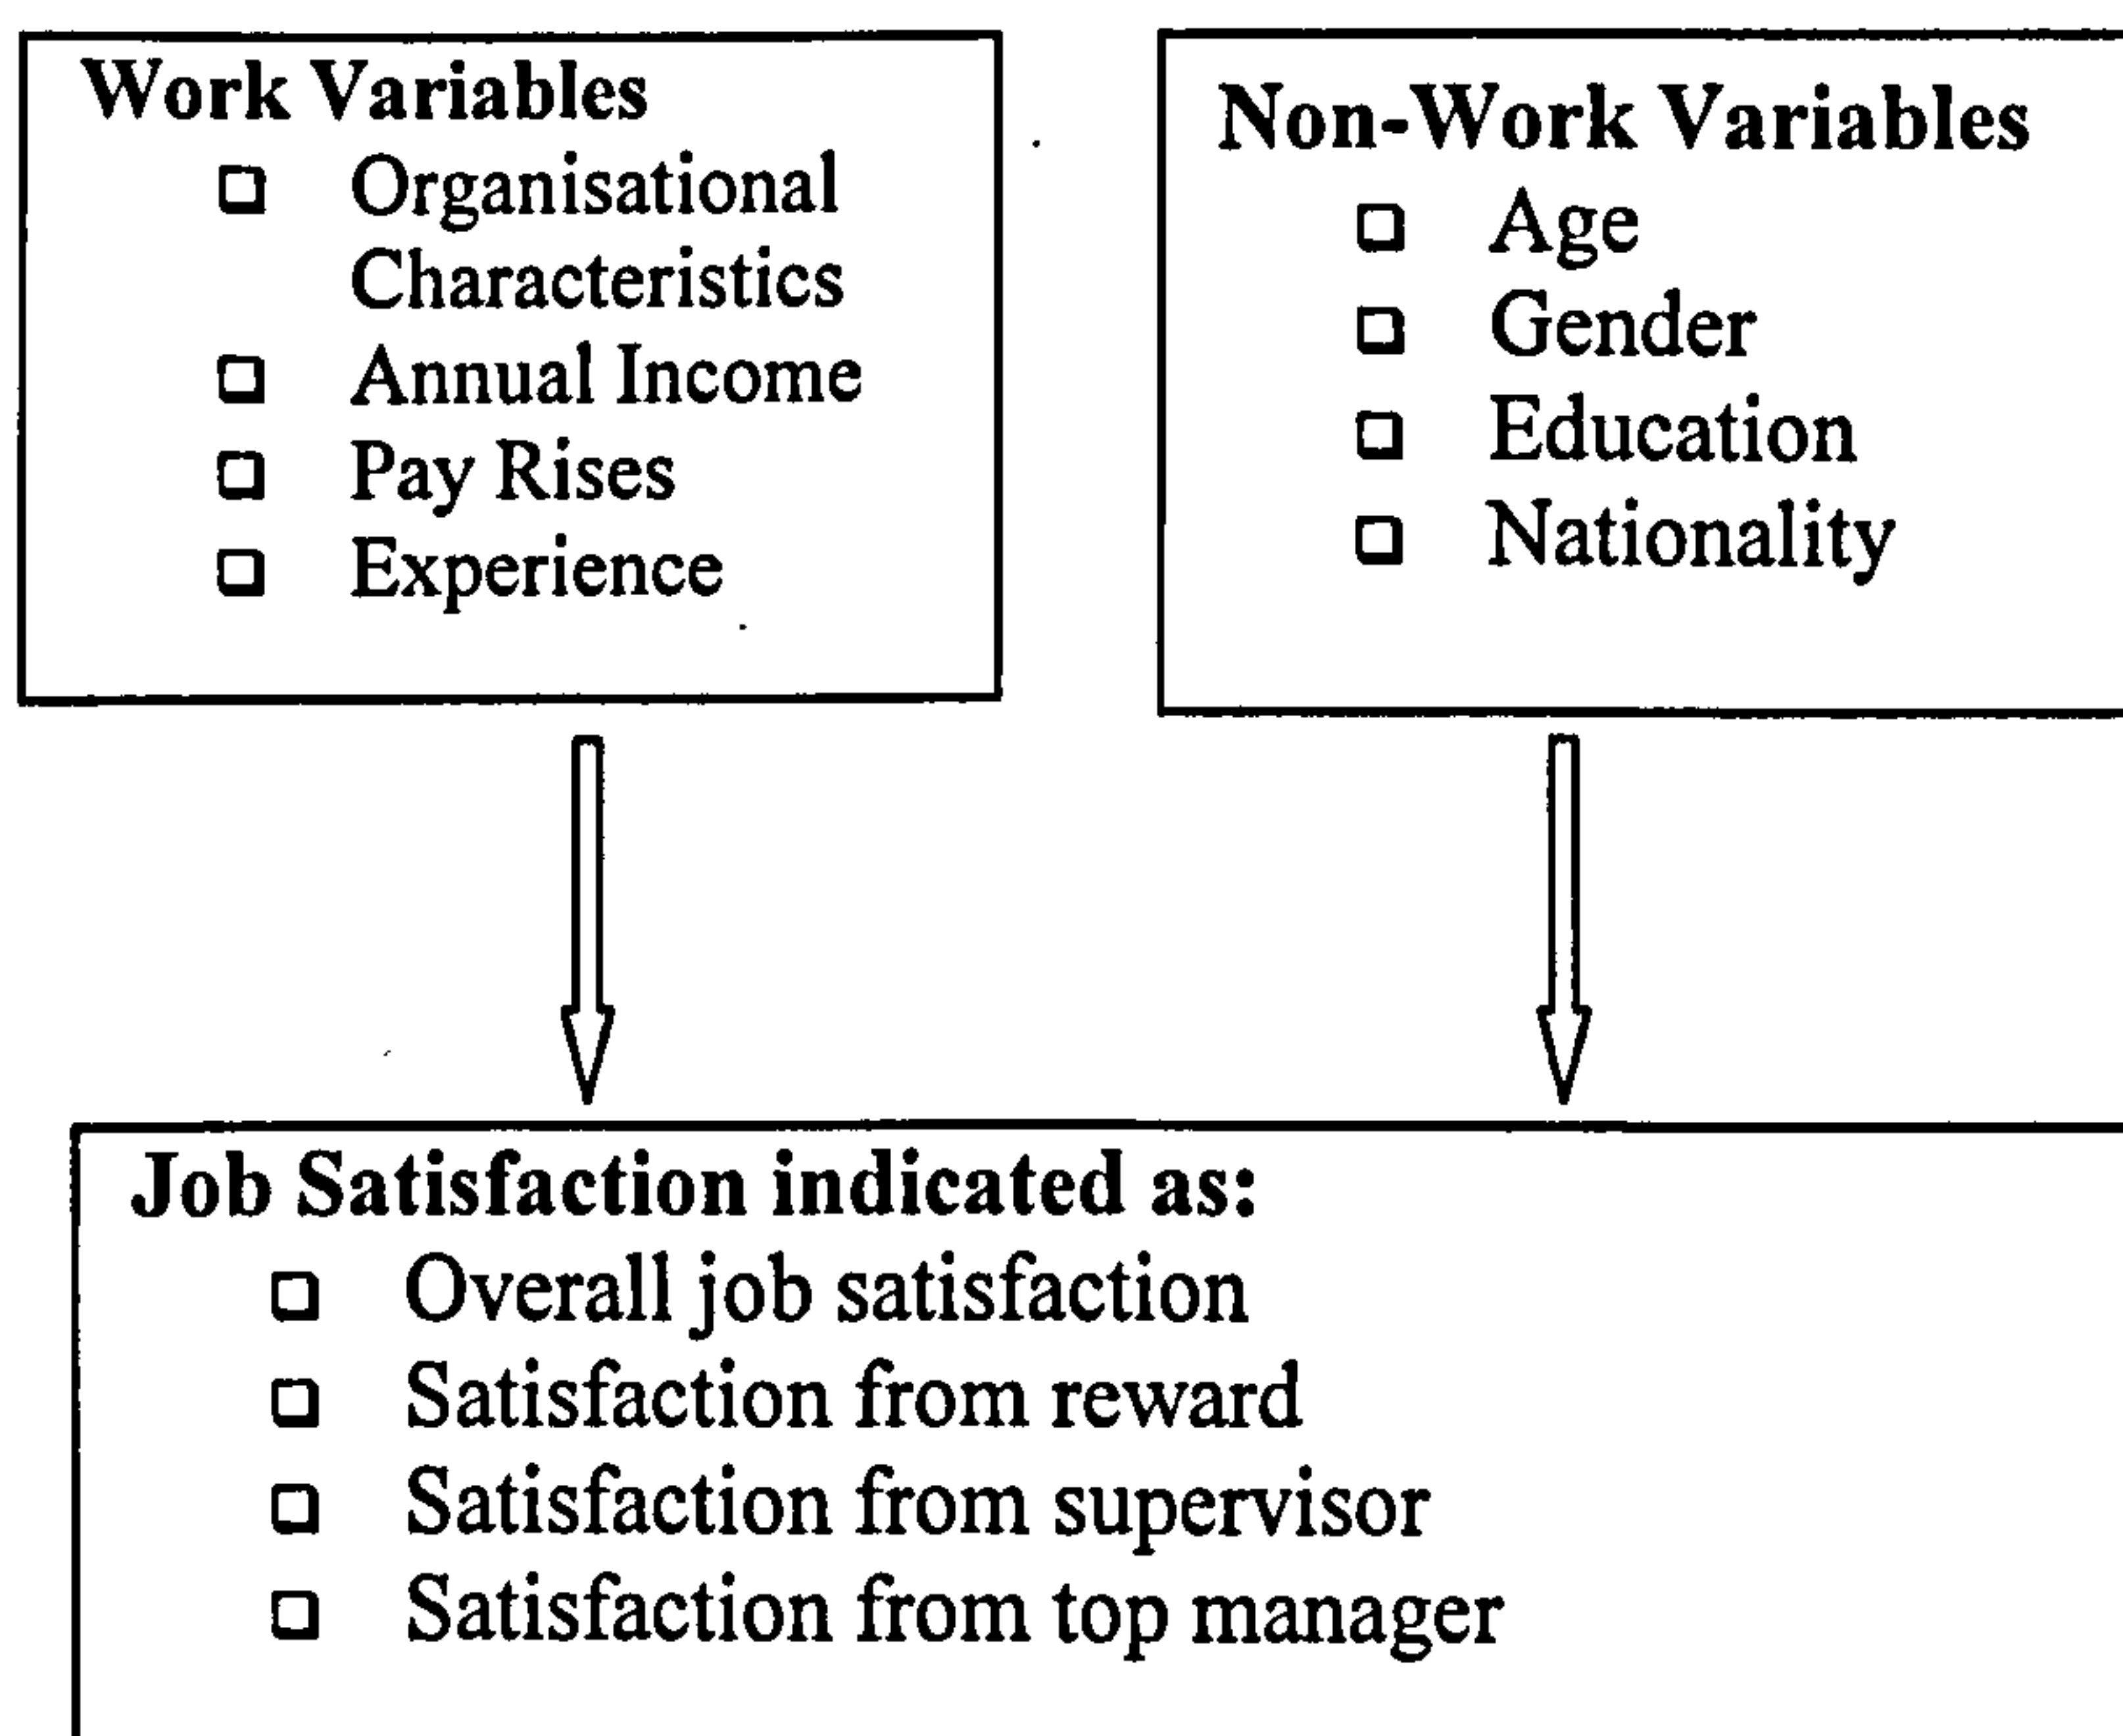 Work Variables
Organisational
Characteristics
Annual Income
Pay Rises
Experience
Non-Work Variables
Age
Gender
Education
Nationality
Job Satisfaction indicated as:
Overall job satisfaction
Satisfaction from reward
Satisfaction from supervisor
Satisfaction from top manager